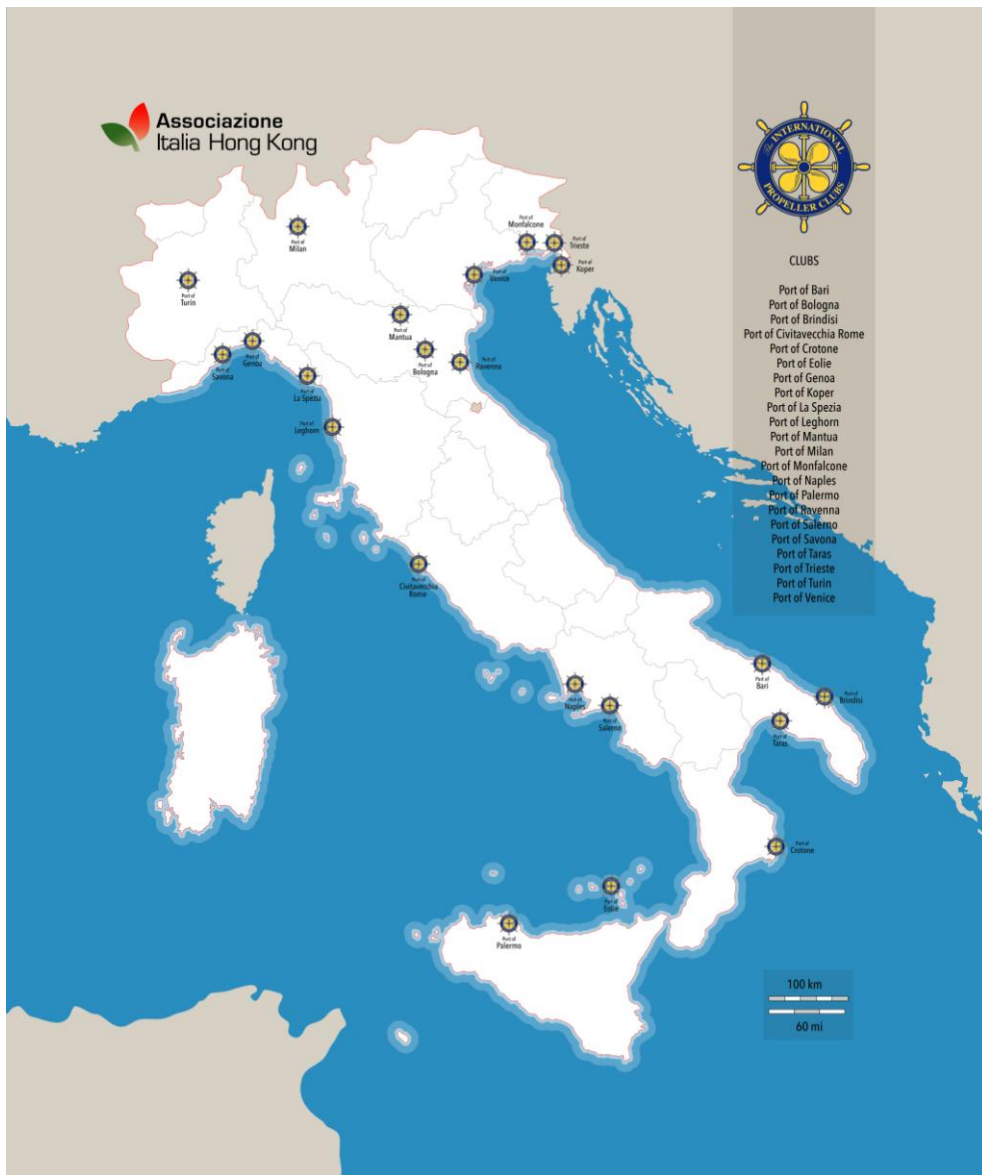 Associazione
Italia Hong Kong
The INTERNATIONAL
PROPELLER CLUBS
CLUBS
Port of Bari
Port of Bologna
Port of Brindisi
Port of Civitavecchia Rome
Port of Crotone
Port of Eolie
Port of Genoa
Port of Koper
Port of La Spezia
Port of Leghorn
Port of Mantua
Port of Milan
Port of Monfalcone
Port of Naples
Port of Palermo
Port of Ravenna
Port of Salerno
Port of Savona
Port of Taras
Port of Trieste
Port of Turin
Port of Venice
Port of
Monfalcone
Port of
Trieste
Port of
Milan
Port of
Koper
Port of
Venice
Port of
Turin
Port of
Mantua
Port of
Genoa
Port of
Savona
Port of
Bologna
Port of
Ravenna
Port of
La Spezia
Port of
Leghorn
Port of
Civitavecchia
Rome
Port of
Bari
Port of
Brindisi
Port of
Naples
Port of
Salerno
Port of
Taras
Port of
Crotone
Port of
Eolie
Port of
Palermo
100 km
60 mi